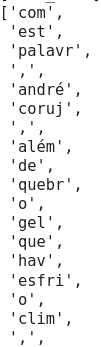 ['com',
'est',
'palavr',
',',
'andré',
'coruj',
',',
'além',
'de',
'quebr',
'o',
'gel',
'que',
'hav',
'esfri',
'o',
'clim',
',',